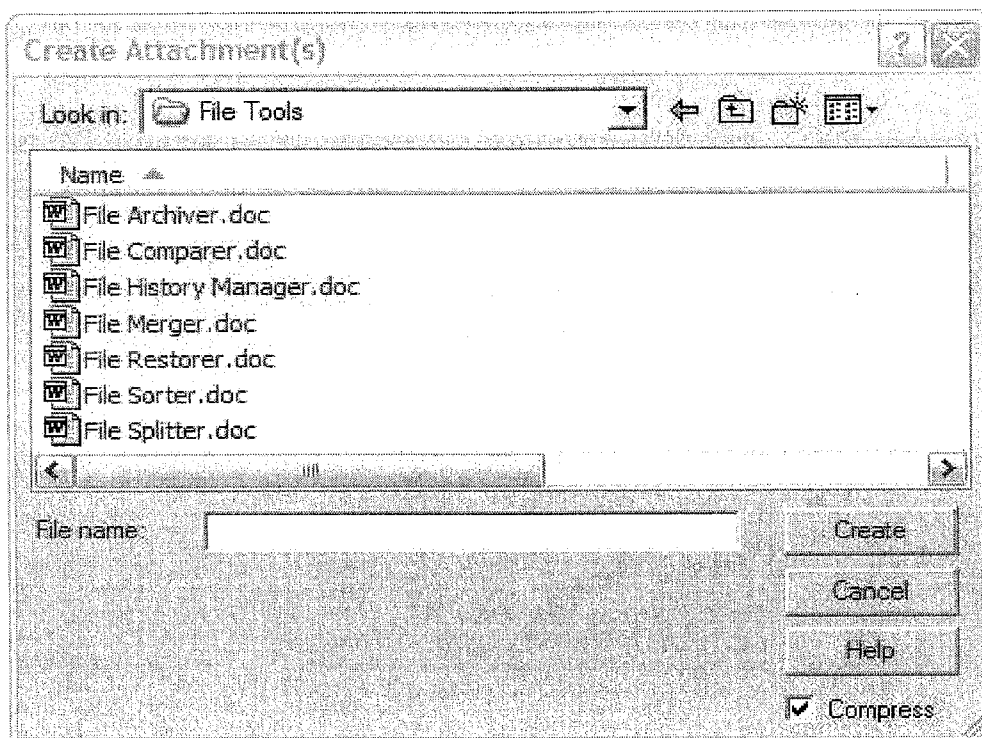 Create Attachment(s)
Look in: File Tools
Name
File Archiver.doc
File Comparer.doc
File History Manager.doc
File Merger.doc
File Restorer.doc
File Sorter.doc
File Splitter.doc
File name:
Create
Cancel
Help
Compress